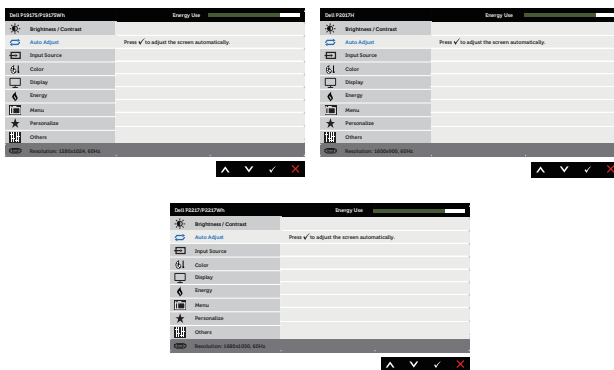 Dell P1917S/P1917SWh
Energy Use
Brightness / Contrast
Auto Adjust
Press ✓ to adjust the screen automatically.
Input Source
Color
Display
Energy
Menu
Personalize
Others
Resolution: 1280x1024, 60Hz
Dell P2017H
Energy Use
Brightness / Contrast
Auto Adjust
Press ✓ to adjust the screen automatically.
Input Source
Color
Display
Energy
Menu
Personalize
Others
Resolution: 1600x900, 60Hz
Dell P2217/P2217Wh
Energy Use
Brightness / Contrast
Auto Adjust
Press ✓ to adjust the screen automatically.
Input Source
Color
Display
Energy
Menu
Personalize
Others
Resolution: 1680x1050, 60Hz